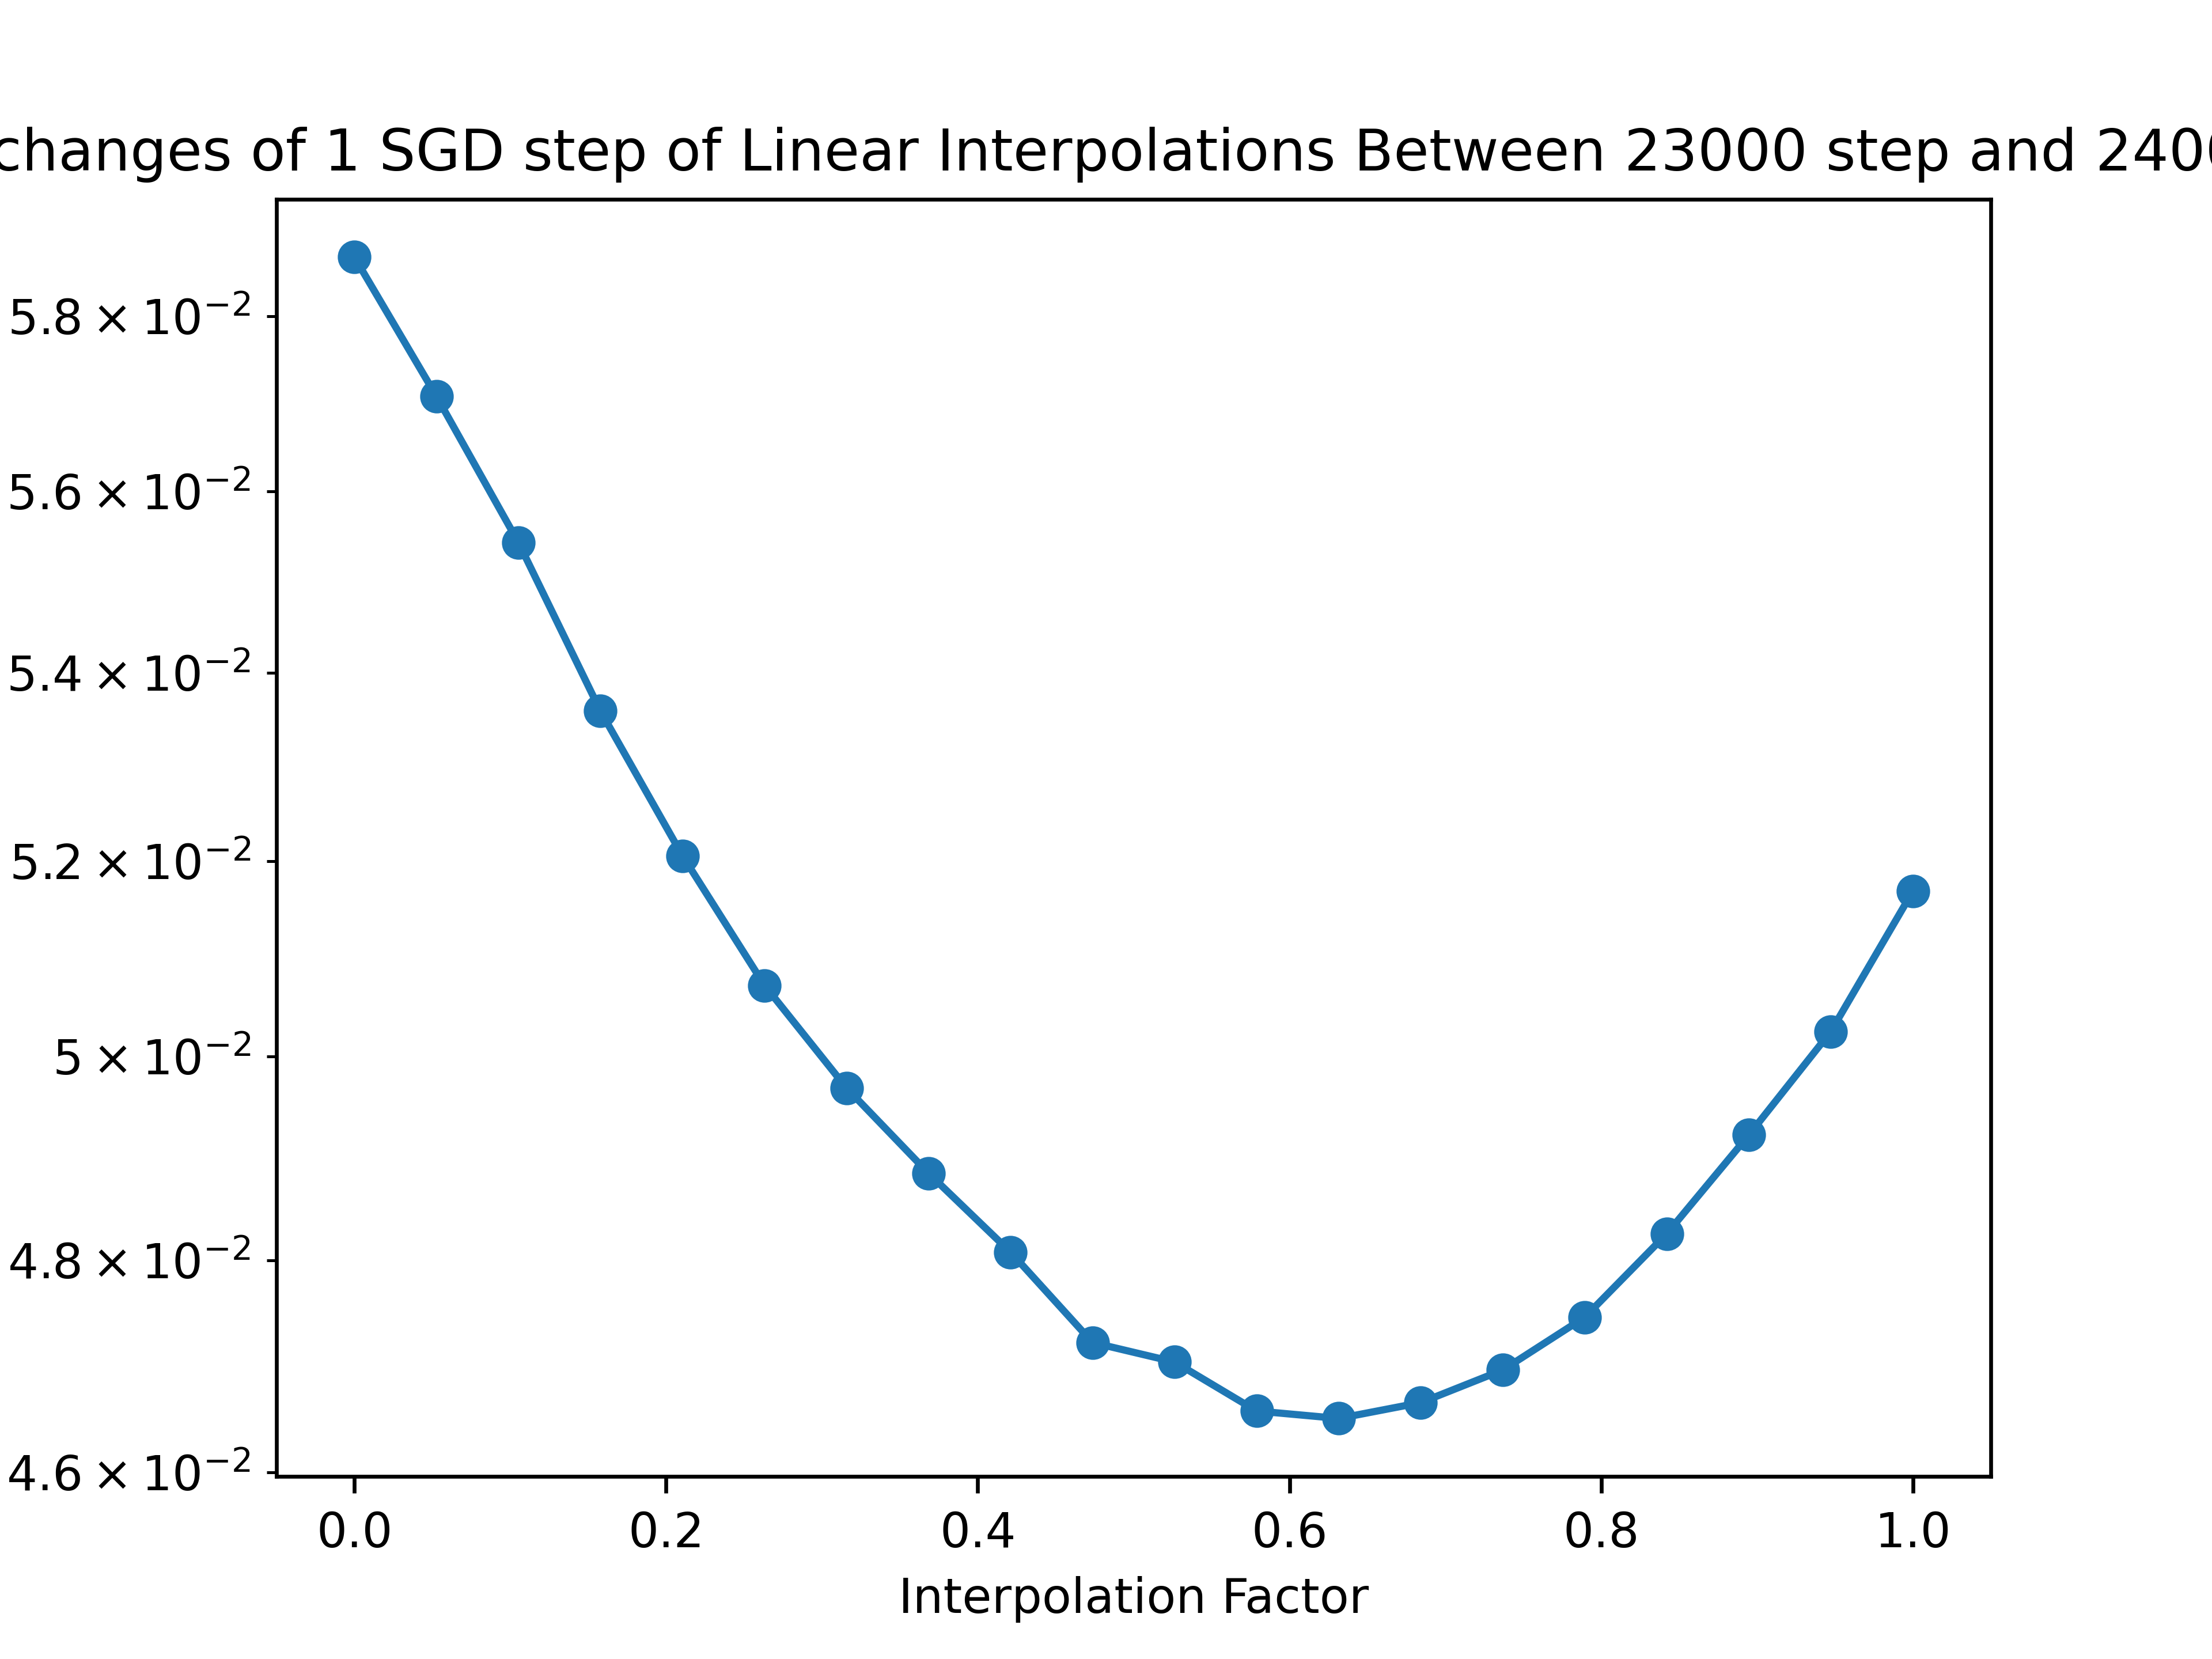 changes of 1 SGD step of Linear Interpolations Between 23000 step and 240
5.8 × 10⁻²
5.6 × 10⁻²
5.4 × 10⁻²
5.2 × 10⁻²
5 × 10⁻²
4.8 × 10⁻²
4.6 × 10⁻²
0.0 0.2 0.4 0.6 0.8 1.0
Interpolation Factor